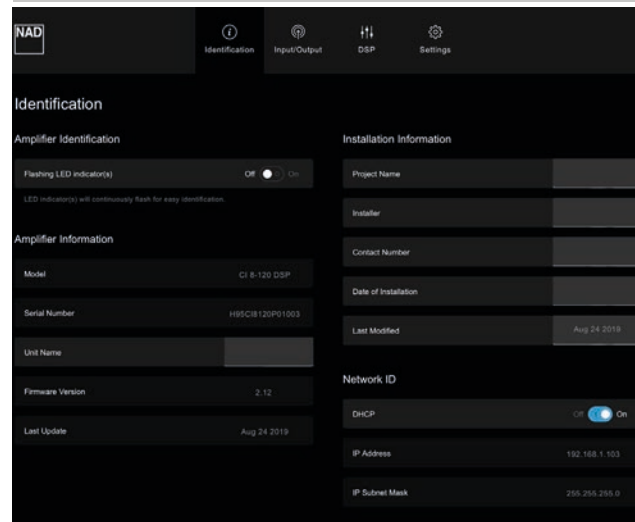 NAD
Identification
Input/Output
DSP
Settings
Identification
Amplifier Identification
Flashing LED indicator(s) Off On
LED indicator(s) will continuously flash for easy identification.
Amplifier Information
Model CI 8-120 DSP
Serial Number H95CI8120P01003
Unit Name
Firmware Version 2.12
Last Update Aug 24 2019
Installation Information
Project Name
Installer
Contact Number
Date of Installation
Last Modified Aug 24 2019
Network ID
DHCP Off On
IP Address 192.168.1.103
IP Subnet Mask 255.255.255.0